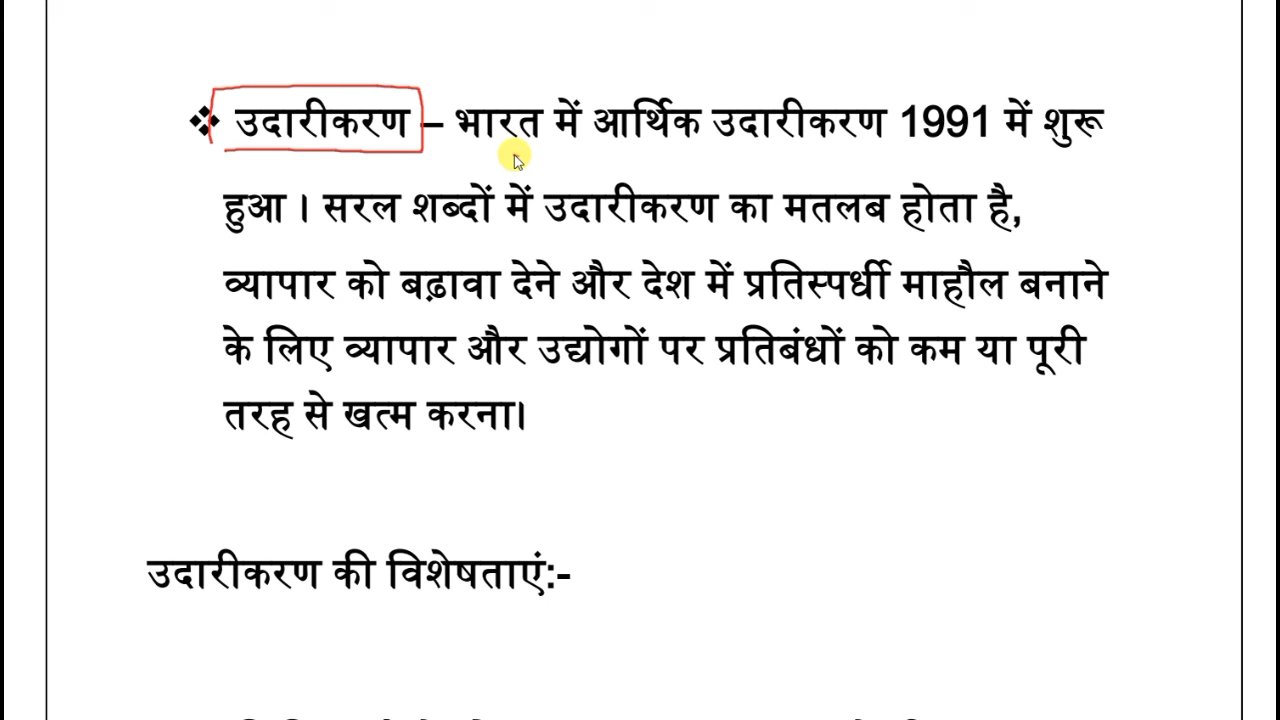 ❖ उदारीकरण – भारत में आर्थिक उदारीकरण 1991 में शुरू
हुआ । सरल शब्दों में उदारीकरण का मतलब होता है,
व्यापार को बढ़ावा देने और देश में प्रतिस्पर्धी माहौल बनाने
के लिए व्यापार और उद्योगों पर प्रतिबंधों को कम या पूरी
तरह से खत्म करना।
उदारीकरण की विशेषताएं:-